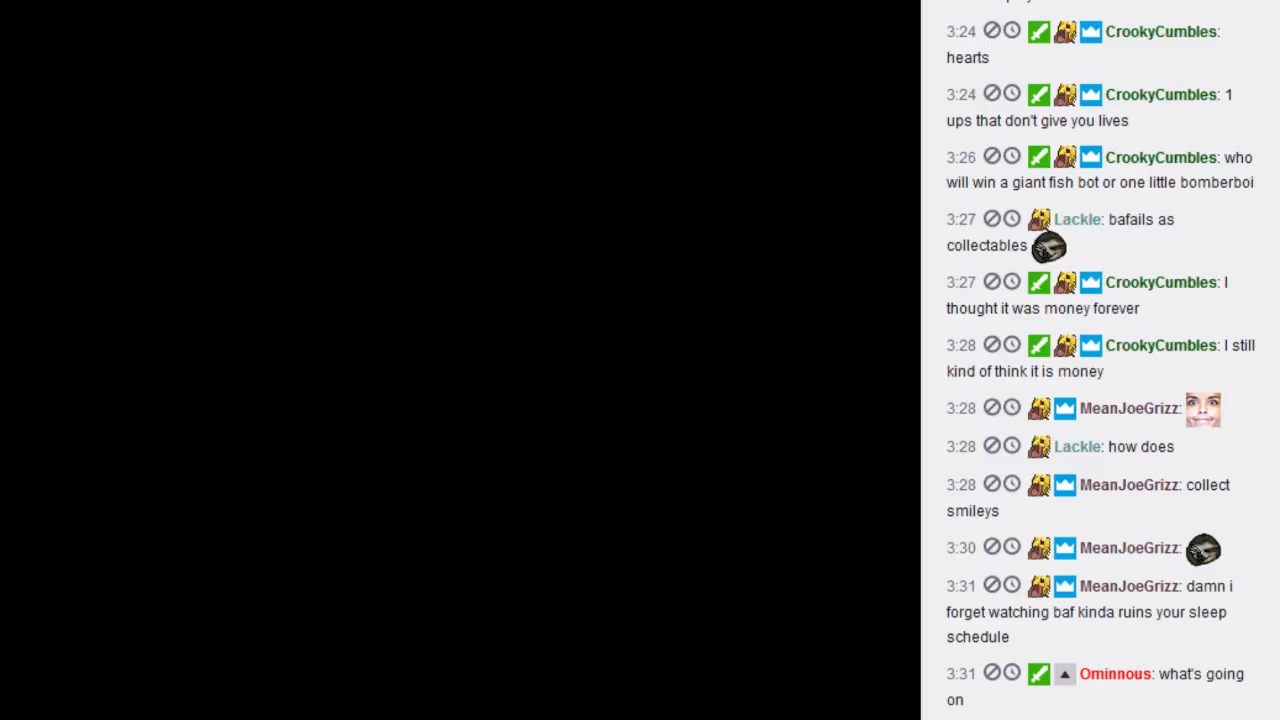 3:24 CrookyCumbles:
hearts
3:24 CrookyCumbles: 1
ups that don't give you lives
3:26 CrookyCumbles: who
will win a giant fish bot or one little bomberboi
3:27 Lackle: bafails as
collectables
3:27 CrookyCumbles: I
thought it was money forever
3:28 CrookyCumbles: I still
kind of think it is money
3:28 MeanJoeGrizz:
3:28 Lackle: how does
3:28 MeanJoeGrizz: collect
smileys
3:30 MeanJoeGrizz:
3:31 MeanJoeGrizz: damn i
forget watching baf kinda ruins your sleep
schedule
3:31 Ominnous: what's going
on